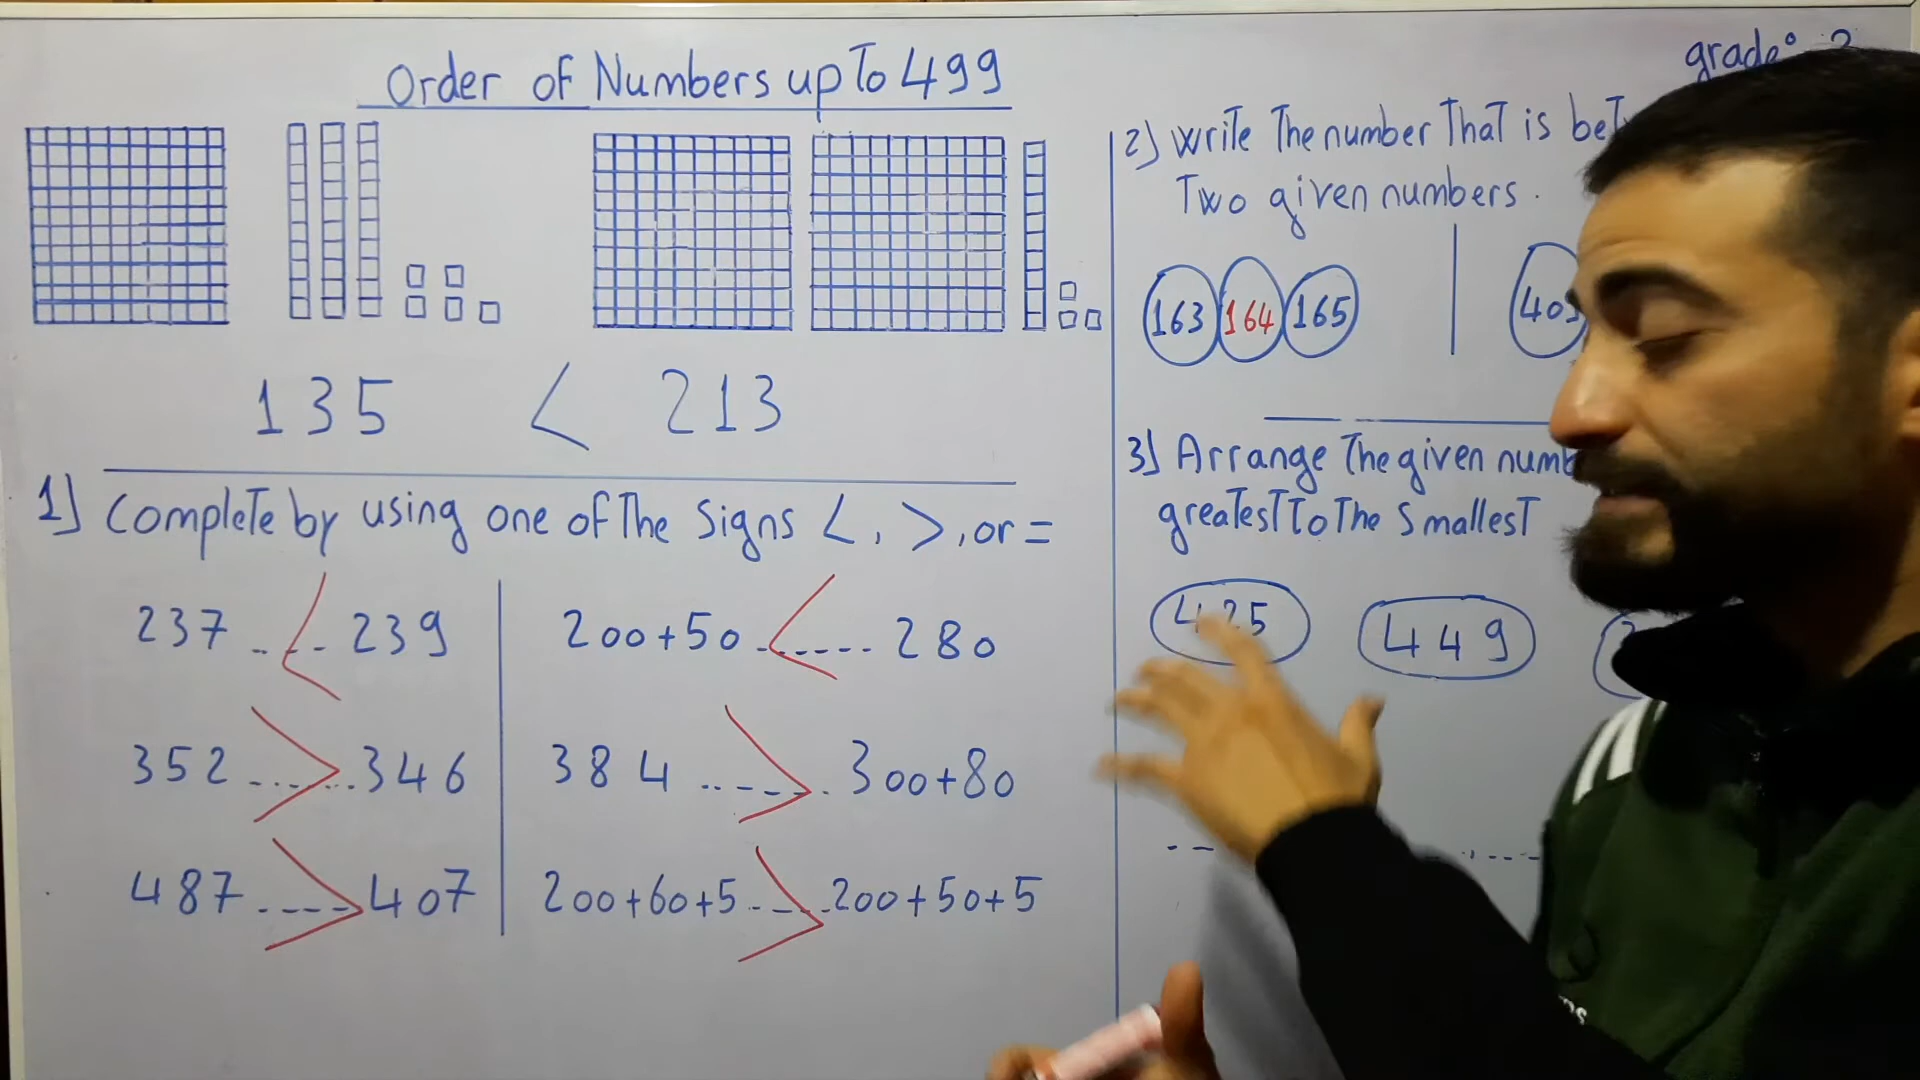 Order of Numbers up To 499
grade:
135 < 213
1) Complete by using one of The Signs <, >, or =
237 ..<.. 239
200+50 ..<.... 280
352 ...>.. 346
384 ...>.. 300+80
487 ....> 407
200+60+5 ...>.. 200+50+5
2) Write The number That is
Two given numbers.
163 164 165
3) Arrange The given
greatest To The Smallest
425 449